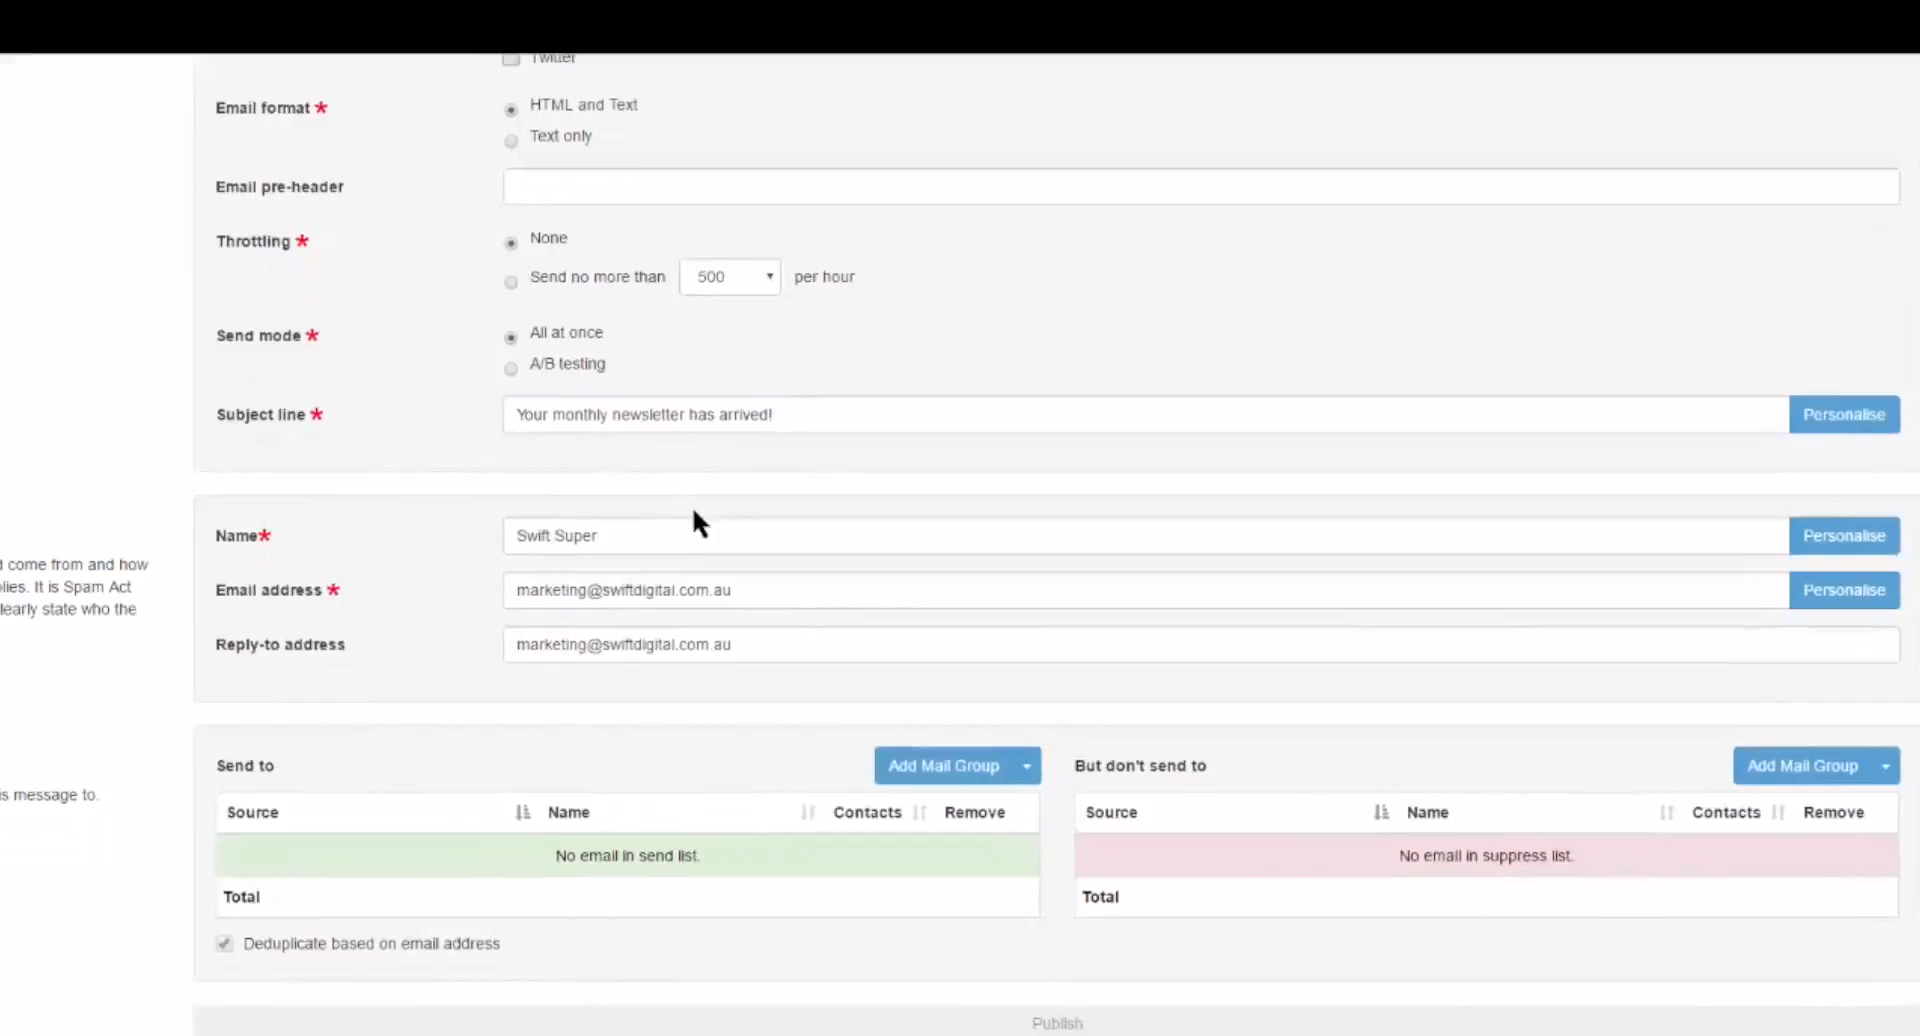 Twitter
Email format *
HTML and Text
Text only
Email pre-header
Throttling *
None
Send no more than 500 per hour
Send mode *
All at once
A/B testing
Subject line *
Your monthly newsletter has arrived!
Personalise
Name*
Swift Super
Personalise
d come from and how
plies. It is Spam Act
learly state who the
Email address *
marketing@swiftdigital.com.au
Personalise
Reply-to address
marketing@swiftdigital.com.au
is message to.
Send to
Add Mail Group
Source Name Contacts Remove
No email in send list.
Total
Deduplicate based on email address
But don't send to
Add Mail Group
Source Name Contacts Remove
No email in suppress list.
Total
Publish